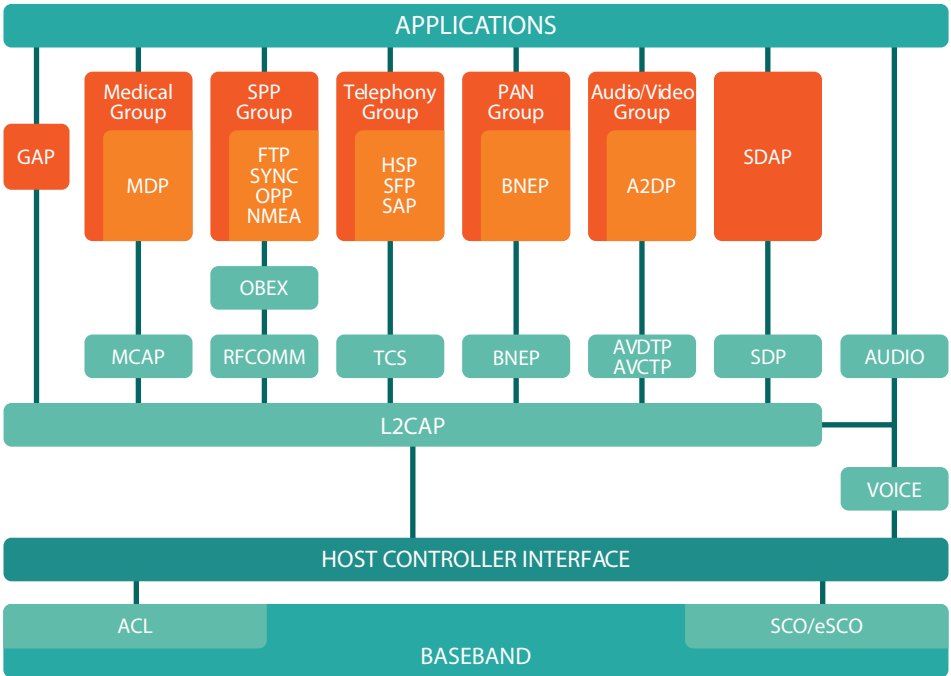 APPLICATIONS
GAP
Medical
Group
MDP
SPP
Group
FTP
SYNC
OPP
NMEA
Telephony
Group
HSP
SFP
SAP
PAN
Group
BNEP
Audio/Video
Group
A2DP
SDAP
OBEX
MCAP
RFCOMM
TCS
BNEP
AVDTP
AVCTP
SDP
AUDIO
L2CAP
VOICE
HOST CONTROLLER INTERFACE
ACL
SCO/eSCO
BASEBAND